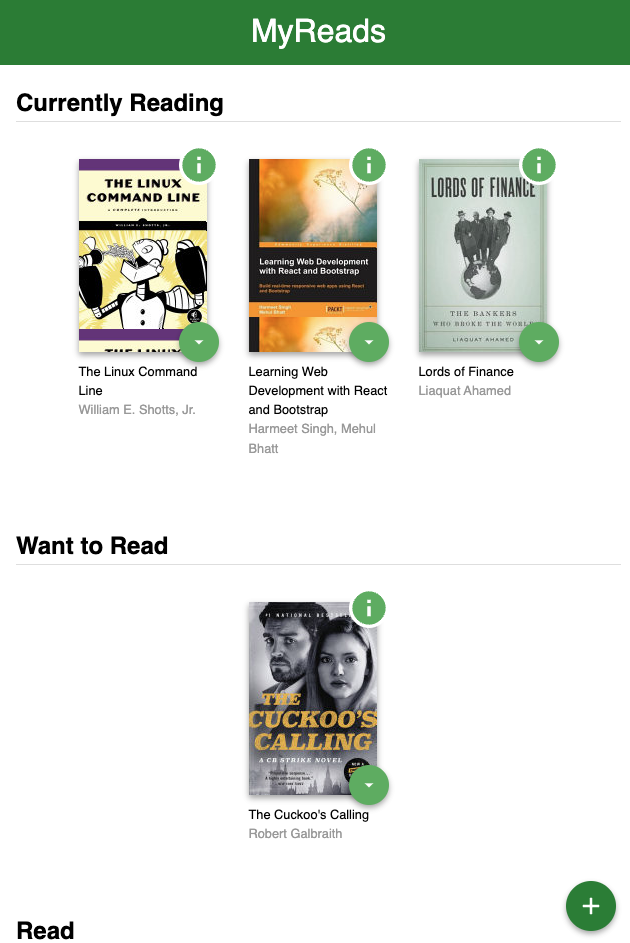 MyReads
Currently Reading
THE LINUX
COMMAND LINE
A COMPLETE INTRODUCTION
WILLIAM E. SHOTTS, JR.
THE LINUX
Learning Web Development
with React and Bootstrap
Build real-time responsive web apps using React
and Bootstrap
Harmeet Singh
Mehul Bhatt
PACKT
LORDS OF FINANCE
THE BANKERS
WHO BROKE THE WORLD
LIAQUAT AHAMED
The Linux Command
Line
William E. Shotts, Jr.
Learning Web
Development with React
and Bootstrap
Harmeet Singh, Mehul
Bhatt
Lords of Finance
Liaquat Ahamed
Want to Read
#1 NATIONAL
THE
CUCKOO'S
CALLING
A CB STRIKE NOVEL
The Cuckoo's Calling
Robert Galbraith
Read